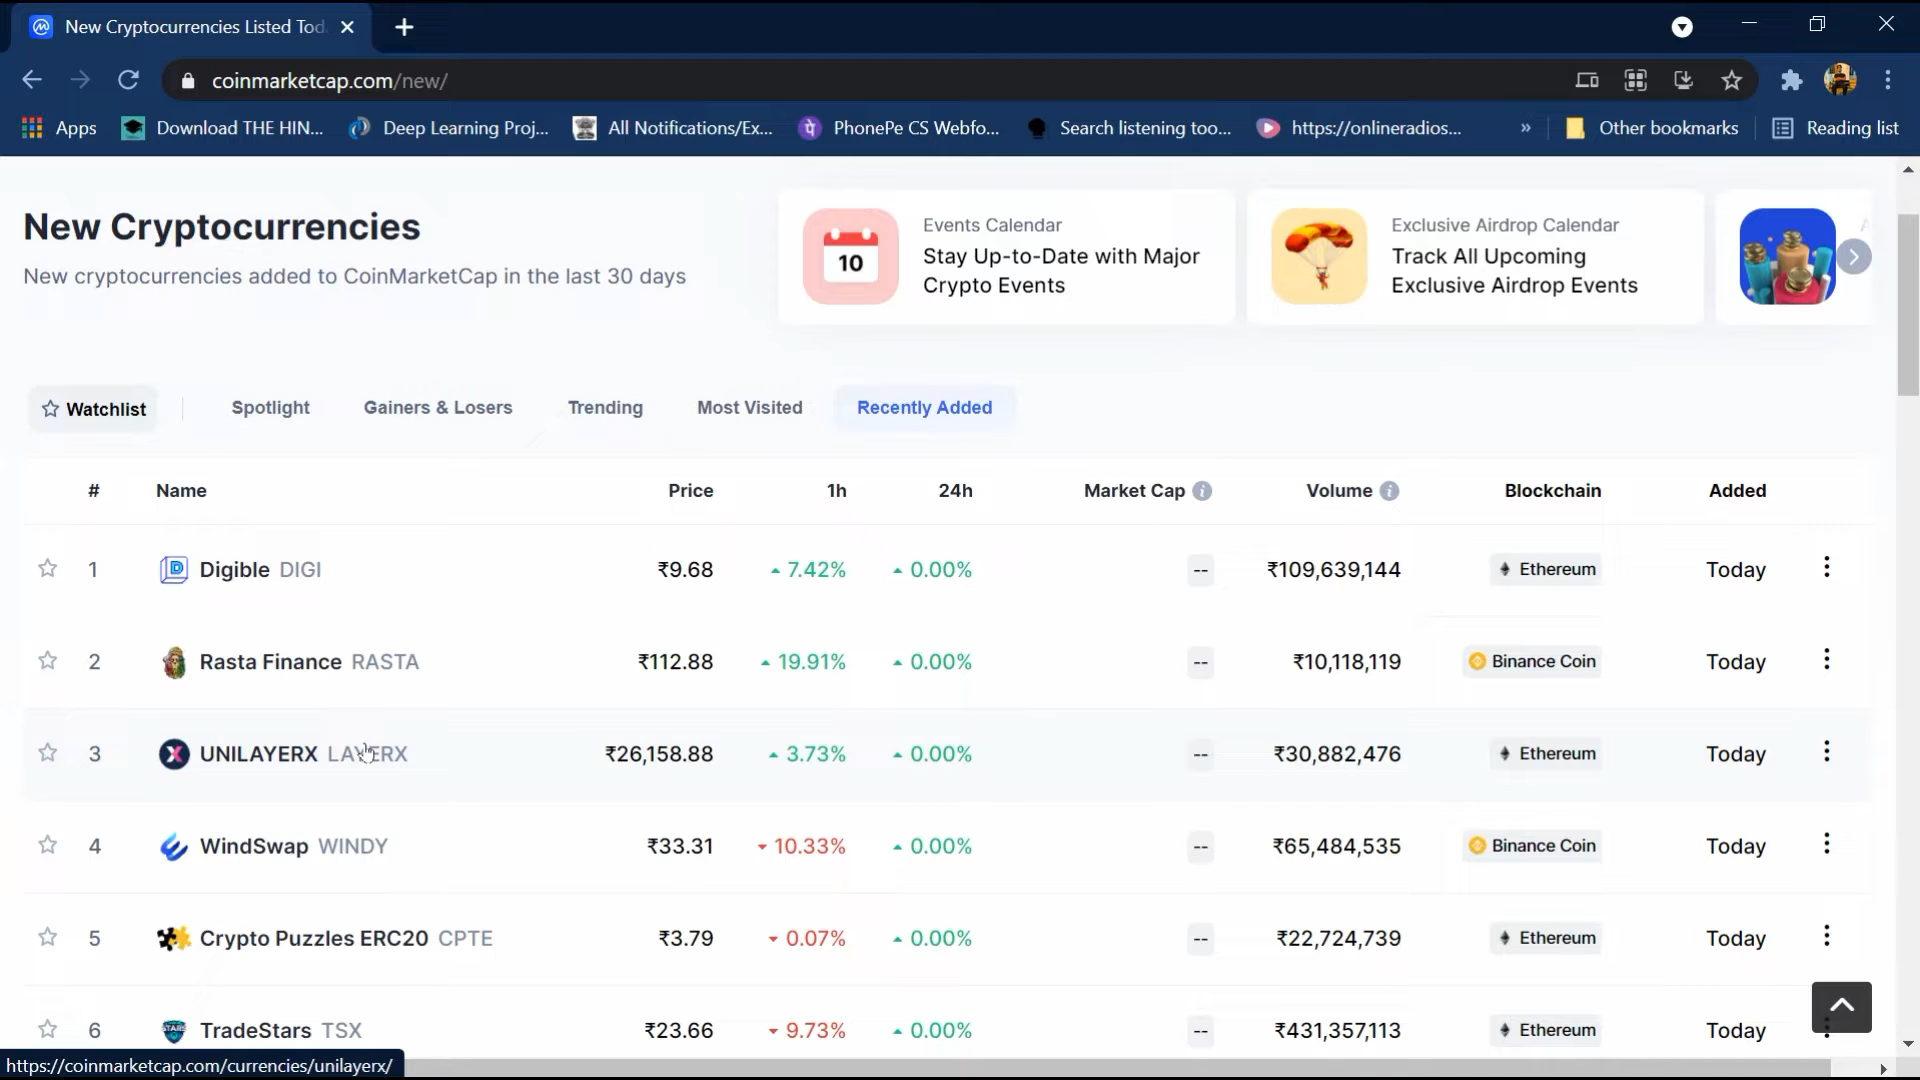 New Cryptocurrencies Listed Tod
coinmarketcap.com/new/
Apps Download THE HIN... Deep Learning Proj... All Notifications/Ex... PhonePe CS Webfo... Search listening too... https://onlineradios... » Other bookmarks Reading list
New Cryptocurrencies
New cryptocurrencies added to CoinMarketCap in the last 30 days
10
Events Calendar
Stay Up-to-Date with Major
Crypto Events
Exclusive Airdrop Calendar
Track All Upcoming
Exclusive Airdrop Events
A
Watchlist Spotlight Gainers & Losers Trending Most Visited Recently Added
# Name Price 1h 24h Market Cap Volume Blockchain Added
1 Digible DIGI ₹9.68 7.42% 0.00% -- ₹109,639,144 Ethereum Today
2 Rasta Finance RASTA ₹112.88 19.91% 0.00% -- ₹10,118,119 Binance Coin Today
3 UNILAYERX LAYERX ₹26,158.88 3.73% 0.00% -- ₹30,882,476 Ethereum Today
4 WindSwap WINDY ₹33.31 10.33% 0.00% -- ₹65,484,535 Binance Coin Today
5 Crypto Puzzles ERC20 CPTE ₹3.79 0.07% 0.00% -- ₹22,724,739 Ethereum Today
6 TradeStars TSX ₹23.66 9.73% 0.00% -- ₹431,357,113 Ethereum Today
https://coinmarketcap.com/currencies/unilayerx/